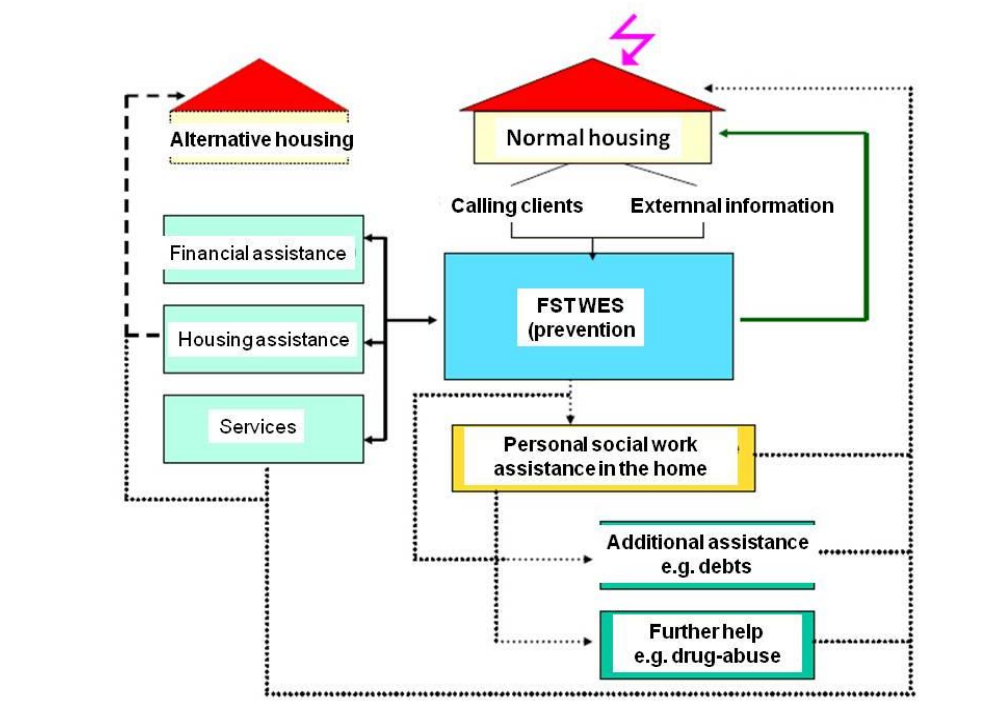 Alternative housing
Normal housing
Calling clients
Externnal information
Financial assistance
FSTWES
(prevention
Housing assistance
Services
Personal social work
assistance in the home
Additional assistance
e.g. debts
Further help
e.g. drug-abuse